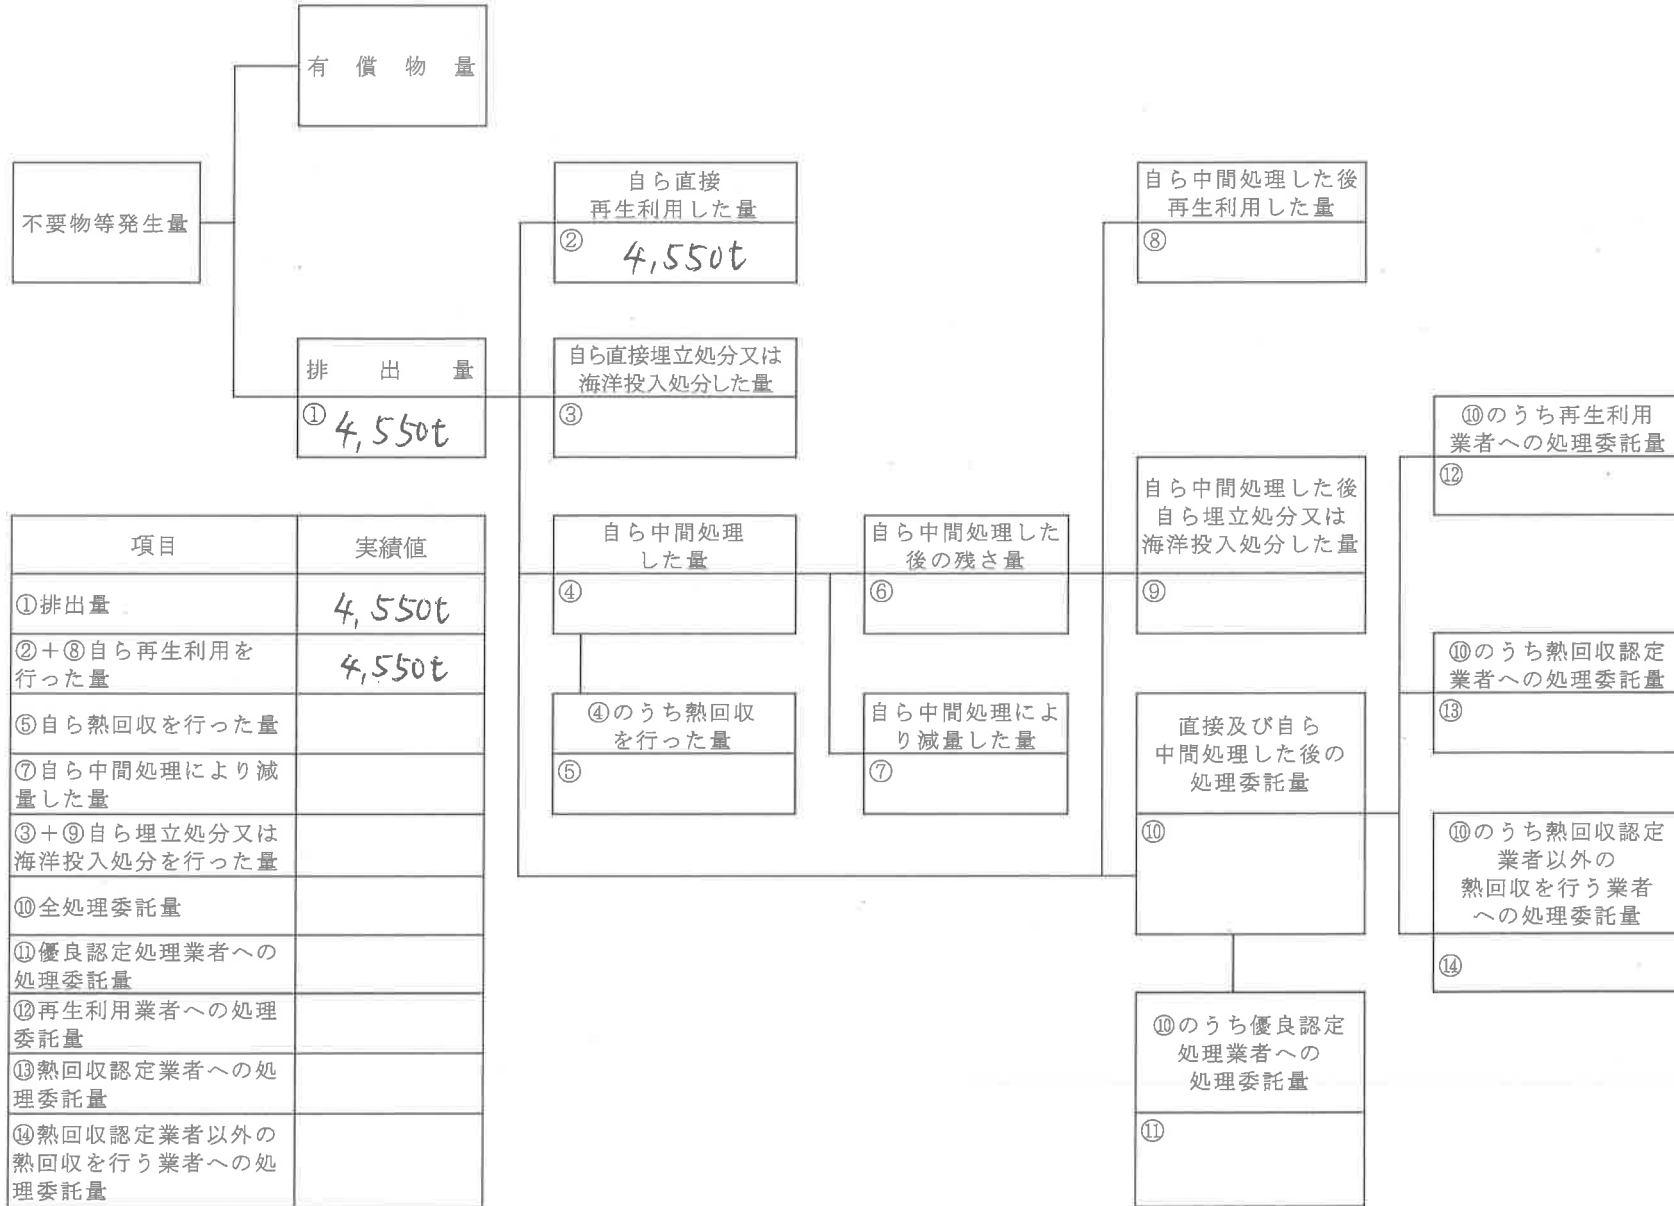 有償物量
不要物等発生量
自ら直接
再生利用した量
② 4,550t
自ら中間処理した後
再生利用した量
⑧
排出量
① 4,550t
自ら直接埋立処分又は
海洋投入処分した量
③
⑩のうち再生利用
業者への処理委託量
⑫
自ら中間処理
した量
④
自ら中間処理した
後の残さ量
⑥
自ら中間処理した後
自ら埋立処分又は
海洋投入処分した量
⑨
⑩のうち熱回収認定
業者への処理委託量
⑬
④のうち熱回収
を行った量
⑤
自ら中間処理によ
り減量した量
⑦
直接及び自ら
中間処理した後の
処理委託量
⑩
⑩のうち熱回収認定
業者以外の
熱回収を行う業者
への処理委託量
⑭
⑩のうち優良認定
処理業者への
処理委託量
⑪
項目 実績値
①排出量 4,550t
②+⑧自ら再生利用を
行った量 4,550t
⑤自ら熱回収を行った量
⑦自ら中間処理により減
量した量
③+⑨自ら埋立処分又は
海洋投入処分を行った量
⑩全処理委託量
⑪優良認定処理業者への
処理委託量
⑫再生利用業者への処理
委託量
⑬熱回収認定業者への処
理委託量
⑭熱回収認定業者以外の
熱回収を行う業者への処
理委託量